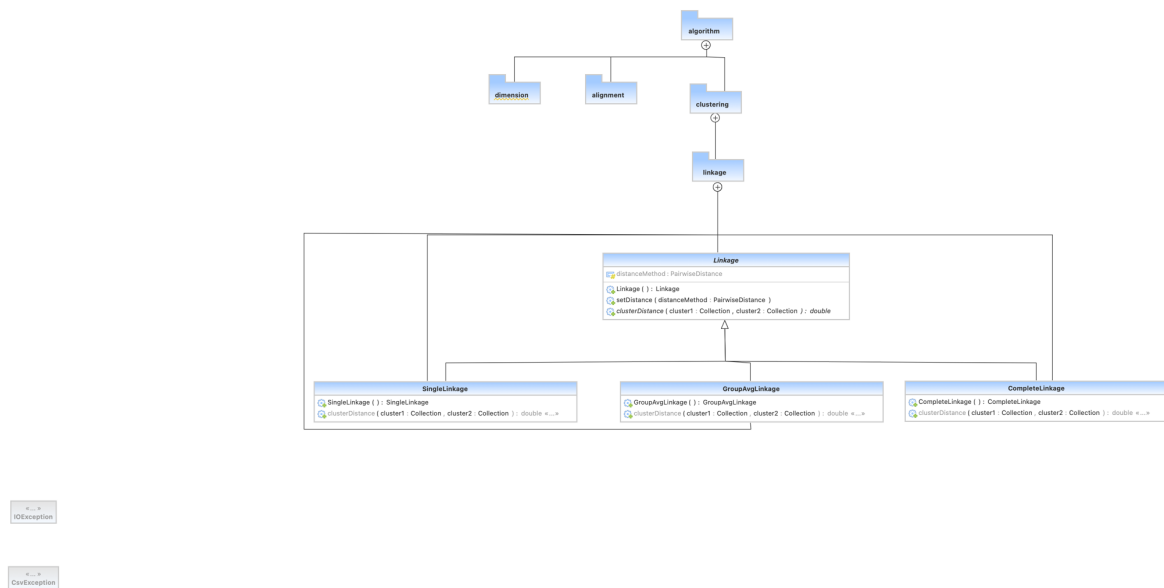 algorithm
dimension
alignment
clustering
linkage
Linkage
distanceMethod : PairwiseDistance
Linkage ( ) : Linkage
setDistance ( distanceMethod : PairwiseDistance )
clusterDistance ( cluster1 : Collection , cluster2 : Collection ) : double
SingleLinkage
SingleLinkage ( ) : SingleLinkage
clusterDistance ( cluster1 : Collection , cluster2 : Collection ) : double «...»
GroupAvgLinkage
GroupAvgLinkage ( ) : GroupAvgLinkage
clusterDistance ( cluster1 : Collection , cluster2 : Collection ) : double «...»
CompleteLinkage
CompleteLinkage ( ) : CompleteLinkage
clusterDistance ( cluster1 : Collection , cluster2 : Collection ) : double «...»
«... »
IOException
«... »
CsvException